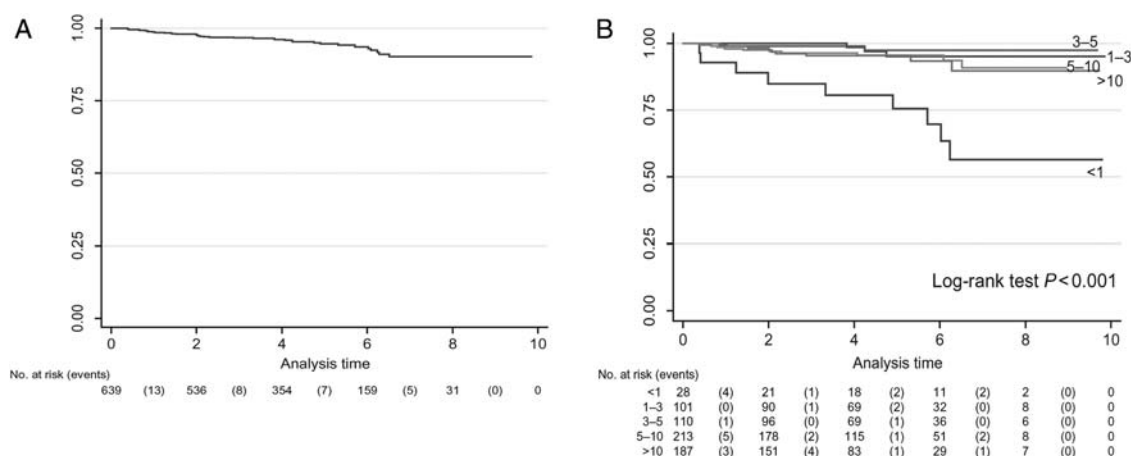 A
1.00
0.75
0.50
0.25
0.00
0 2 4 6 8 10
Analysis time
No. at risk (events)
639 (13) 536 (8) 354 (7) 159 (5) 31 (0) 0
B
1.00
0.75
0.50
0.25
0.00
3–5
1–3
5–10
>10
<1
Log-rank test P<0.001
0 2 4 6 8 10
Analysis time
No. at risk (events)
<1 28 (4) 21 (1) 18 (2) 11 (2) 2 (0) 0
1–3 101 (0) 90 (1) 69 (2) 32 (0) 8 (0) 0
3–5 110 (1) 96 (0) 69 (1) 36 (0) 6 (0) 0
5–10 213 (5) 178 (2) 115 (1) 51 (2) 8 (0) 0
>10 187 (3) 151 (4) 83 (1) 29 (1) 7 (0) 0